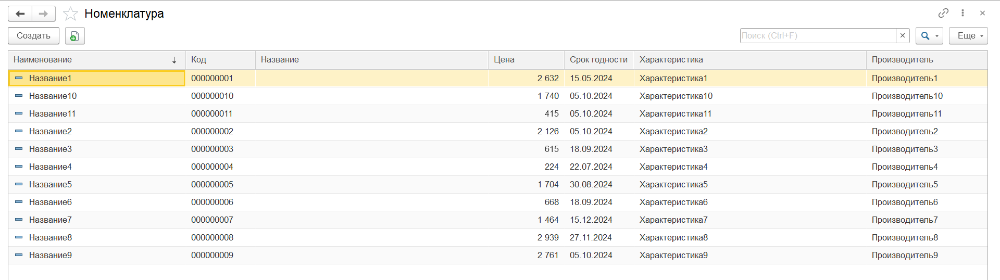 Номенклатура
Создать Поиск (Ctrl+F) Еще
Наименование Код Название Цена Срок годности Характеристика Производитель
Название1 000000001 2 632 15.05.2024 Характеристика1 Производитель1
Название10 000000010 1 740 05.10.2024 Характеристика10 Производитель10
Название11 000000011 415 05.10.2024 Характеристика11 Производитель11
Название2 000000002 2 126 05.10.2024 Характеристика2 Производитель2
Название3 000000003 615 18.09.2024 Характеристика3 Производитель3
Название4 000000004 224 22.07.2024 Характеристика4 Производитель4
Название5 000000005 1 704 30.08.2024 Характеристика5 Производитель5
Название6 000000006 668 18.09.2024 Характеристика6 Производитель6
Название7 000000007 1 464 15.12.2024 Характеристика7 Производитель7
Название8 000000008 2 939 27.11.2024 Характеристика8 Производитель8
Название9 000000009 2 761 05.10.2024 Характеристика9 Производитель9